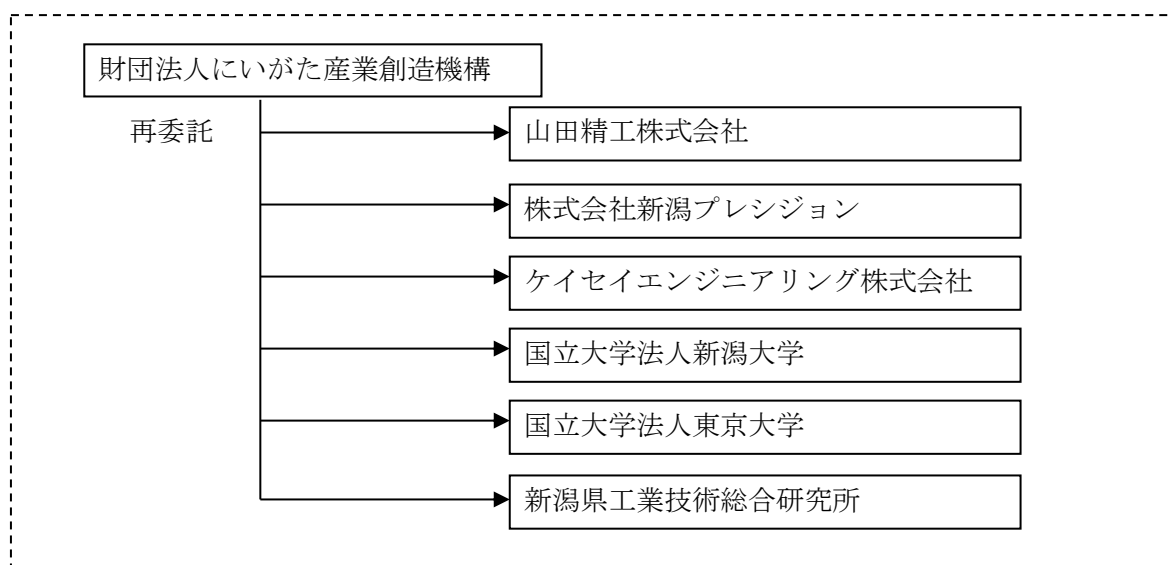 財団法人にいがた産業創造機構
再委託
山田精工株式会社
株式会社新潟プレシジョン
ケイセイエンジニアリング株式会社
国立大学法人新潟大学
国立大学法人東京大学
新潟県工業技術総合研究所